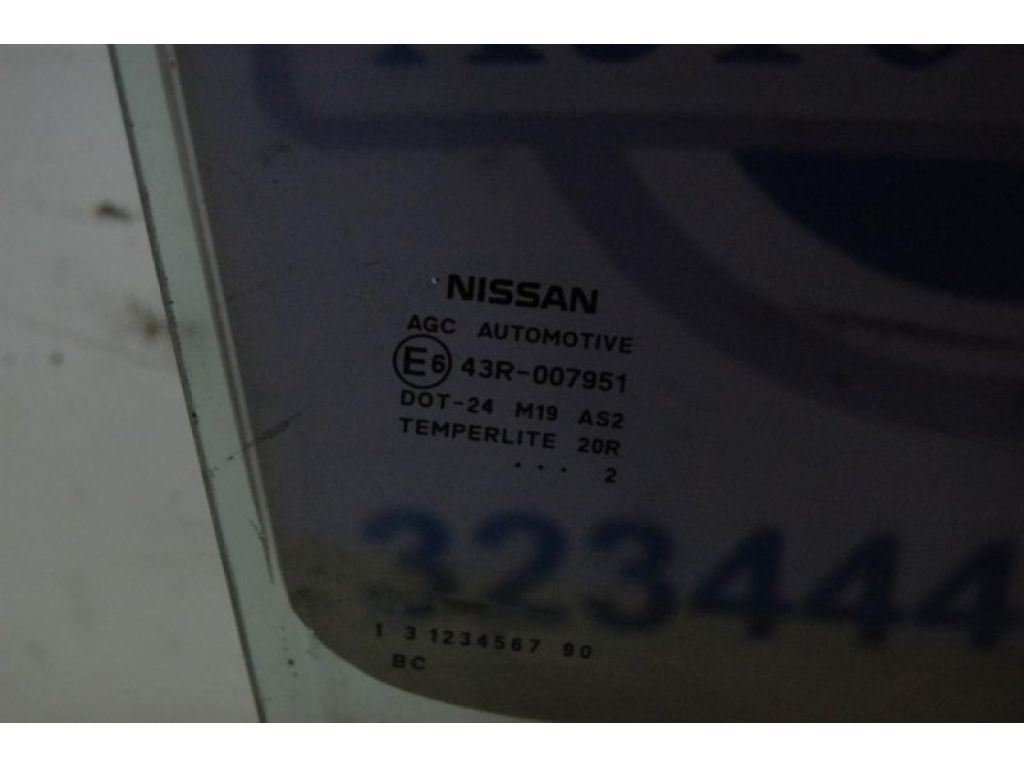 NISSAN
AGC AUTOMOTIVE
E6 43R-007951
DOT-24 M19 AS2
TEMPERLITE 20R
... 2
323444
1 3 1234567 90
BC